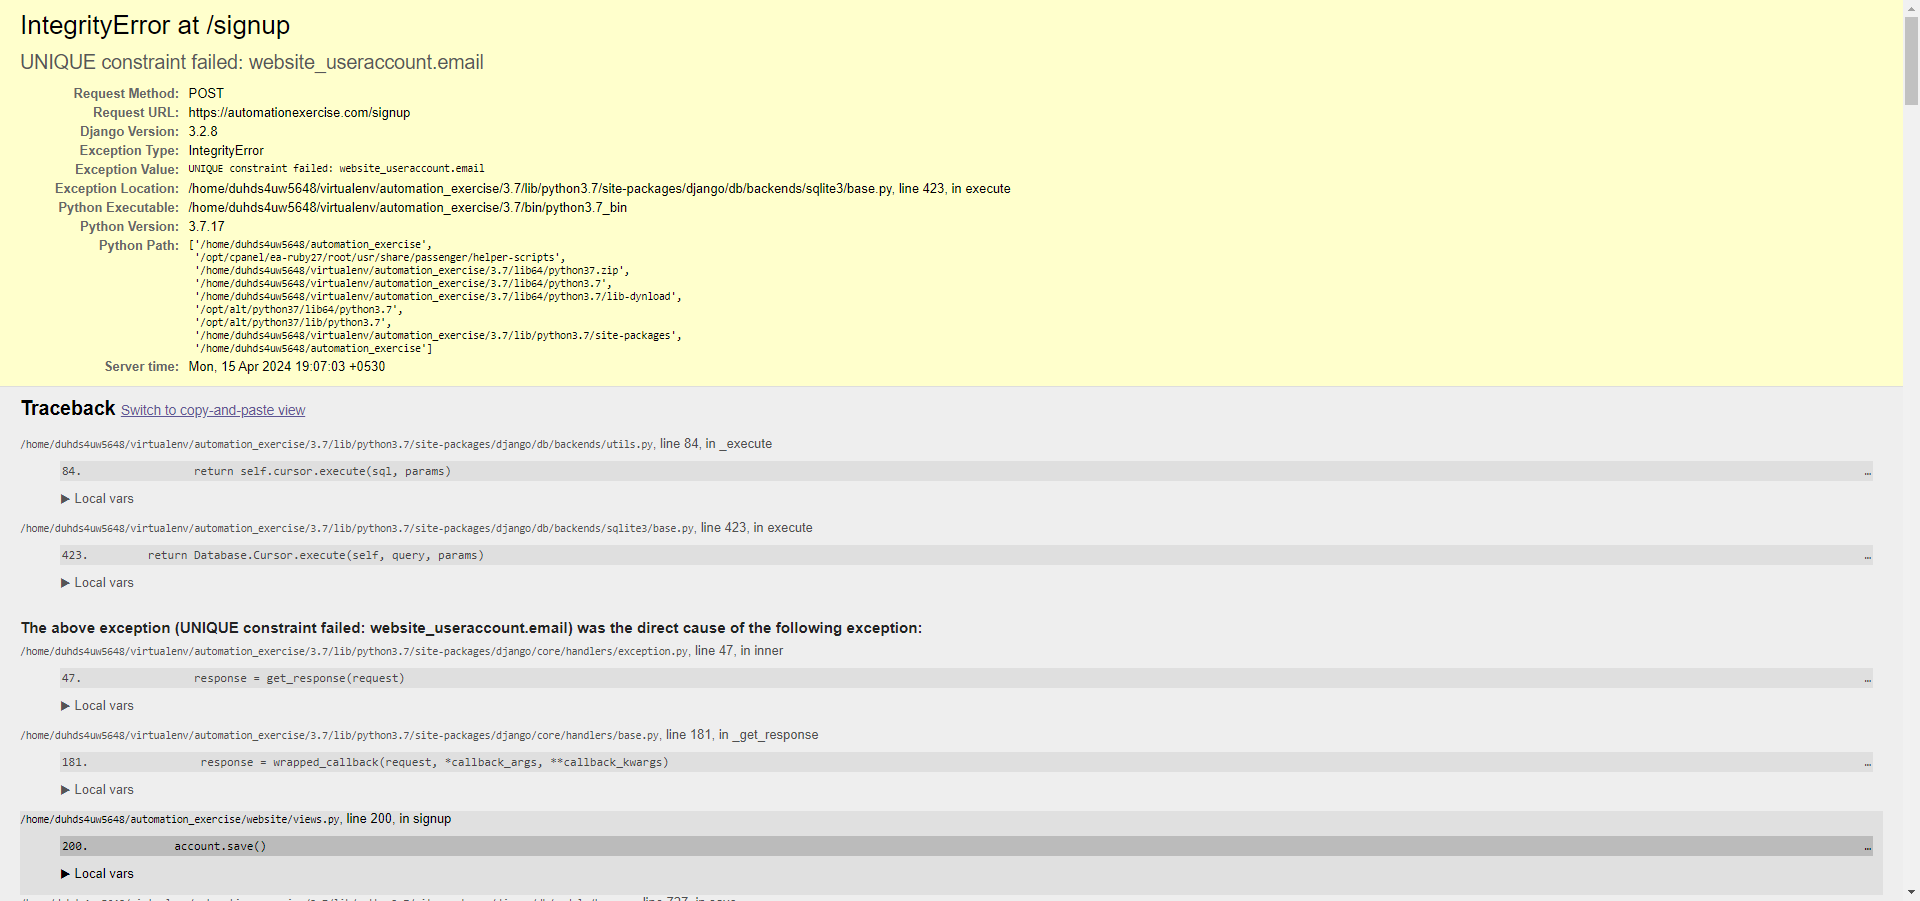 IntegrityError at /signup
UNIQUE constraint failed: website_useraccount.email
Request Method: POST
Request URL: https://automationexercise.com/signup
Django Version: 3.2.8
Exception Type: IntegrityError
Exception Value: UNIQUE constraint failed: website_useraccount.email
Exception Location: /home/duhds4uw5648/virtualenv/automation_exercise/3.7/lib/python3.7/site-packages/django/db/backends/sqlite3/base.py, line 423, in execute
Python Executable: /home/duhds4uw5648/virtualenv/automation_exercise/3.7/bin/python3.7_bin
Python Version: 3.7.17
Python Path: ['/home/duhds4uw5648/automation_exercise',
'/opt/cpanel/ea-ruby27/root/usr/share/passenger/helper-scripts',
'/home/duhds4uw5648/virtualenv/automation_exercise/3.7/lib64/python37.zip',
'/home/duhds4uw5648/virtualenv/automation_exercise/3.7/lib64/python3.7',
'/home/duhds4uw5648/virtualenv/automation_exercise/3.7/lib64/python3.7/lib-dynload',
'/opt/alt/python37/lib64/python3.7',
'/opt/alt/python37/lib/python3.7',
'/home/duhds4uw5648/virtualenv/automation_exercise/3.7/lib/python3.7/site-packages',
'/home/duhds4uw5648/automation_exercise']
Server time: Mon, 15 Apr 2024 19:07:03 +0530
Traceback Switch to copy-and-paste view
/home/duhds4uw5648/virtualenv/automation_exercise/3.7/lib/python3.7/site-packages/django/db/backends/utils.py, line 84, in _execute
84. return self.cursor.execute(sql, params) …
▶ Local vars
/home/duhds4uw5648/virtualenv/automation_exercise/3.7/lib/python3.7/site-packages/django/db/backends/sqlite3/base.py, line 423, in execute
423. return Database.Cursor.execute(self, query, params) …
▶ Local vars
The above exception (UNIQUE constraint failed: website_useraccount.email) was the direct cause of the following exception:
/home/duhds4uw5648/virtualenv/automation_exercise/3.7/lib/python3.7/site-packages/django/core/handlers/exception.py, line 47, in inner
47. response = get_response(request) …
▶ Local vars
/home/duhds4uw5648/virtualenv/automation_exercise/3.7/lib/python3.7/site-packages/django/core/handlers/base.py, line 181, in _get_response
181. response = wrapped_callback(request, *callback_args, **callback_kwargs) …
▶ Local vars
/home/duhds4uw5648/automation_exercise/website/views.py, line 200, in signup
200. account.save() …
▶ Local vars